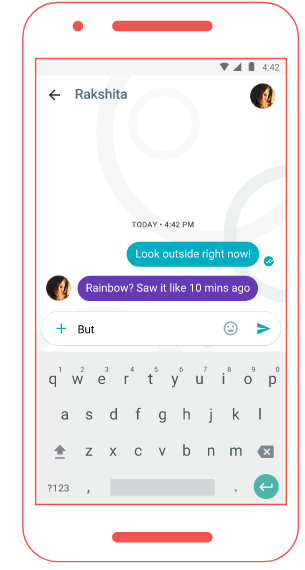 4:42
Rakshita
TODAY • 4:42 PM
Look outside right now!
Rainbow? Saw it like 10 mins ago
+ But
1 2 3 4 5 6 7 8 9 0
q w e r t y u i o p
a s d f g h j k l
z x c v b n m
?123 , .